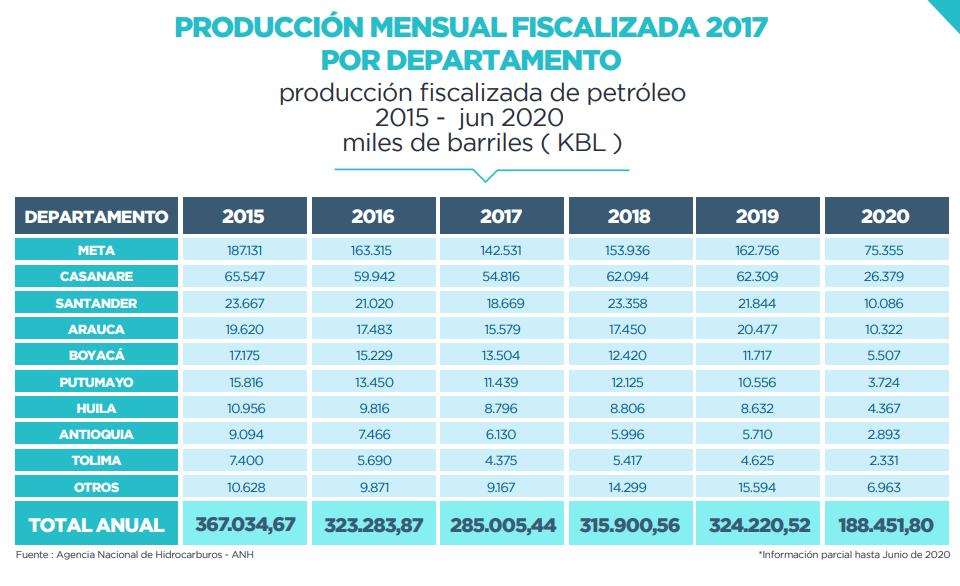 PRODUCCIÓN MENSUAL FISCALIZADA 2017
POR DEPARTAMENTO
producción fiscalizada de petróleo
2015 - jun 2020
miles de barriles ( KBL )
DEPARTAMENTO 2015 2016 2017 2018 2019 2020
META 187.131 163.315 142.531 153.936 162.756 75.355
CASANARE 65.547 59.942 54.816 62.094 62.309 26.379
SANTANDER 23.667 21.020 18.669 23.358 21.844 10.086
ARAUCA 19.620 17.483 15.579 17.450 20.477 10.322
BOYACÁ 17.175 15.229 13.504 12.420 11.717 5.507
PUTUMAYO 15.816 13.450 11.439 12.125 10.556 3.724
HUILA 10.956 9.816 8.796 8.806 8.632 4.367
ANTIOQUIA 9.094 7.466 6.130 5.996 5.710 2.893
TOLIMA 7.400 5.690 4.375 5.417 4.625 2.331
OTROS 10.628 9.871 9.167 14.299 15.594 6.963
TOTAL ANUAL 367.034,67 323.283,87 285.005,44 315.900,56 324.220,52 188.451,80
Fuente : Agencia Nacional de Hidrocarburos - ANH *Información parcial hasta Junio de 2020